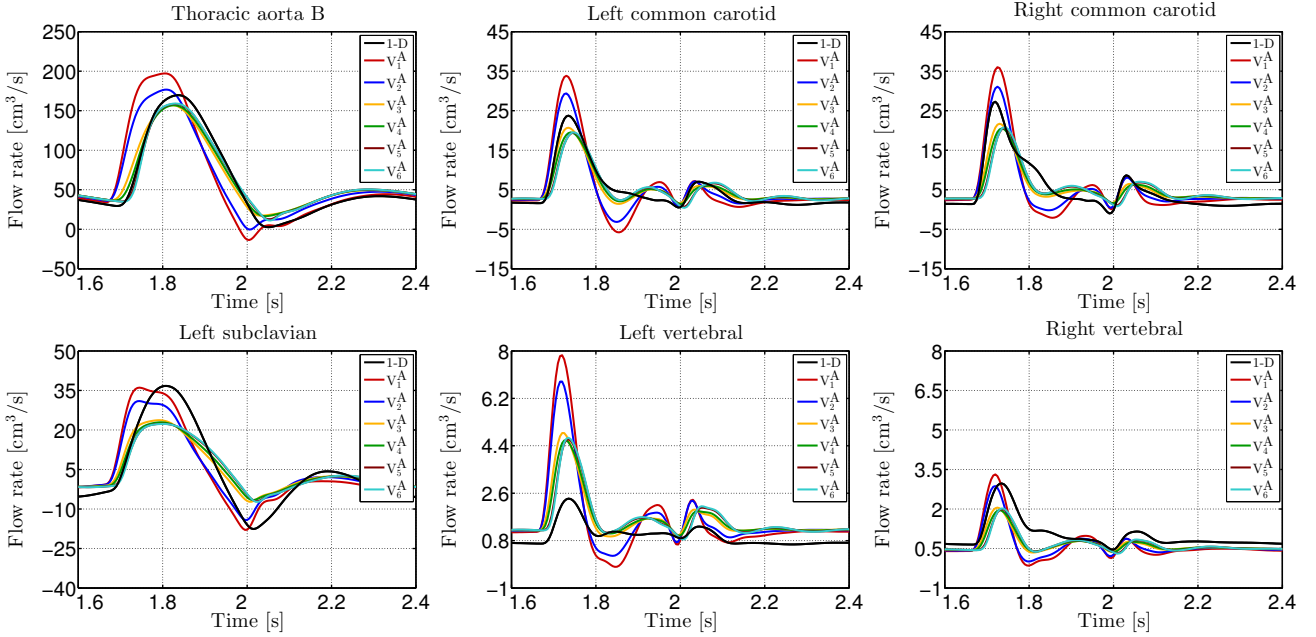 Thoracic aorta B
Flow rate [cm³/s]
250
200
150
100
50
0
−50
1.6 1.8 2 2.2 2.4
Time [s]
1-D
V₁ᴬ
V₂ᴬ
V₃ᴬ
V₄ᴬ
V₅ᴬ
V₆ᴬ
Left common carotid
Flow rate [cm³/s]
45
35
25
15
5
−5
−15
1.6 1.8 2 2.2 2.4
Time [s]
1-D
V₁ᴬ
V₂ᴬ
V₃ᴬ
V₄ᴬ
V₅ᴬ
V₆ᴬ
Right common carotid
Flow rate [cm³/s]
45
35
25
15
5
−5
−15
1.6 1.8 2 2.2 2.4
Time [s]
1-D
V₁ᴬ
V₂ᴬ
V₃ᴬ
V₄ᴬ
V₅ᴬ
V₆ᴬ
Left subclavian
Flow rate [cm³/s]
50
35
20
5
−10
−25
−40
1.6 1.8 2 2.2 2.4
Time [s]
1-D
V₁ᴬ
V₂ᴬ
V₃ᴬ
V₄ᴬ
V₅ᴬ
V₆ᴬ
Left vertebral
Flow rate [cm³/s]
8
6.2
4.4
2.6
0.8
−1
1.6 1.8 2 2.2 2.4
Time [s]
1-D
V₁ᴬ
V₂ᴬ
V₃ᴬ
V₄ᴬ
V₅ᴬ
V₆ᴬ
Right vertebral
Flow rate [cm³/s]
8
6.5
5
3.5
2
0.5
−1
1.6 1.8 2 2.2 2.4
Time [s]
1-D
V₁ᴬ
V₂ᴬ
V₃ᴬ
V₄ᴬ
V₅ᴬ
V₆ᴬ